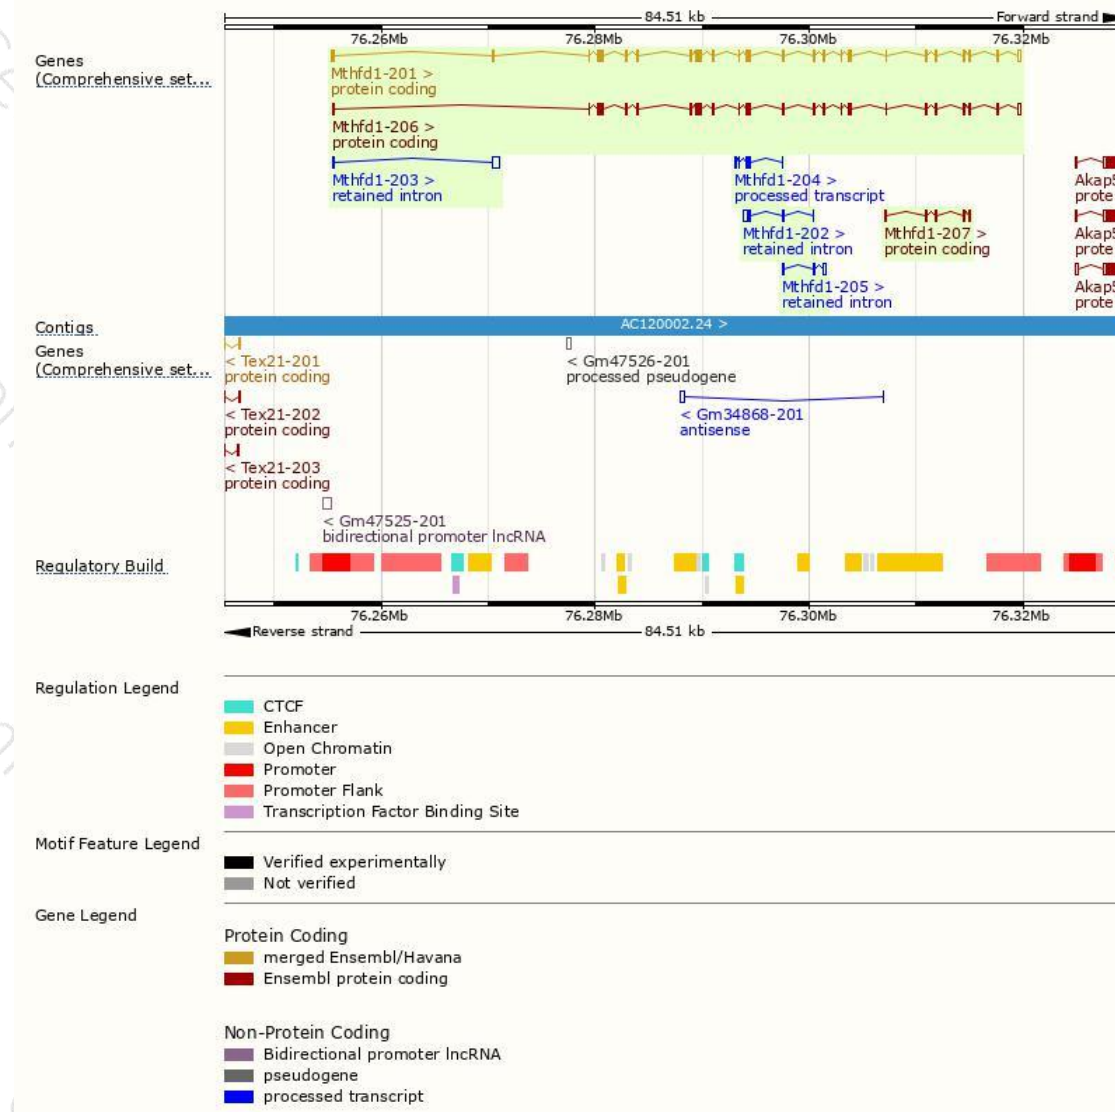 84.51 kb
Forward strand
76.26Mb 76.28Mb 76.30Mb 76.32Mb
Genes
(Comprehensive set...
Mthfd1-201 >
protein coding
Mthfd1-206 >
protein coding
Mthfd1-203 >
retained intron
Mthfd1-204 >
processed transcript
Akap5
prote
Mthfd1-202 >
retained intron
Mthfd1-207 >
protein coding
Akap5
prote
Mthfd1-205 >
retained intron
Akap5
prote
Contigs
AC120002.24 >
Genes
(Comprehensive set...
< Tex21-201
protein coding
< Gm47526-201
processed pseudogene
< Tex21-202
protein coding
< Gm34868-201
antisense
< Tex21-203
protein coding
< Gm47525-201
bidirectional promoter lncRNA
Regulatory Build
76.26Mb 76.28Mb 76.30Mb 76.32Mb
Reverse strand
84.51 kb
Regulation Legend
CTCF
Enhancer
Open Chromatin
Promoter
Promoter Flank
Transcription Factor Binding Site
Motif Feature Legend
Verified experimentally
Not verified
Gene Legend
Protein Coding
merged Ensembl/Havana
Ensembl protein coding
Non-Protein Coding
Bidirectional promoter lncRNA
pseudogene
processed transcript